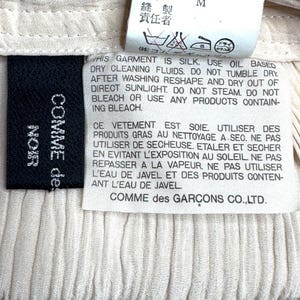 縫製
責任者
M
COMME des
NOIR
THIS GARMENT IS SILK. USE OIL BASED
DRY CLEANING FLUIDS. DO NOT TUMBLE DRY.
AFTER WASHING RESHAPE AND DRY OUT OF
DIRECT SUNLIGHT. DO NOT STEAM. DO NOT
BLEACH OR USE ANY PRODUCTS CONTAIN-
ING BLEACH.
CE VETEMENT EST SOIE. UTILISER DES
PRODUITS GRAS AU NETTOYAGE A SEC. NE PAS
UTILISER DE SECHEUSE. ETALER ET SECHER
EN EVITANT L'EXPOSITION AU SOLEIL. NE PAS
REPASSER A LA VAPEUR. NE PAS UTILISER DE
L'EAU DE JAVEL ET DES PRODUITS CONTEN-
ANT L'EAU DE JAVEL.
COMME des GARÇONS CO.,LTD.